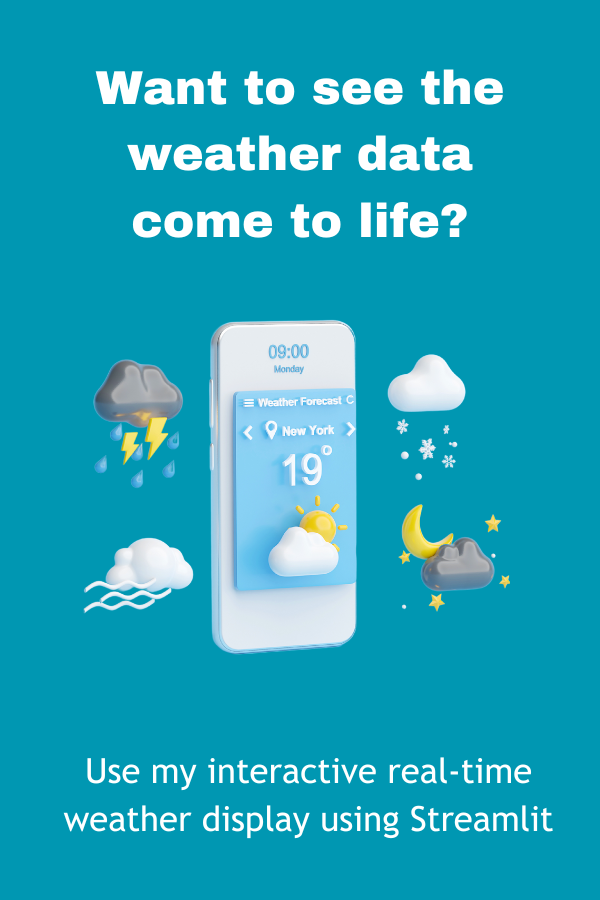 Want to see the
weather data
come to life?
09:00
Monday
Weather Forecast C
New York
19°
Use my interactive real-time
weather display using Streamlit